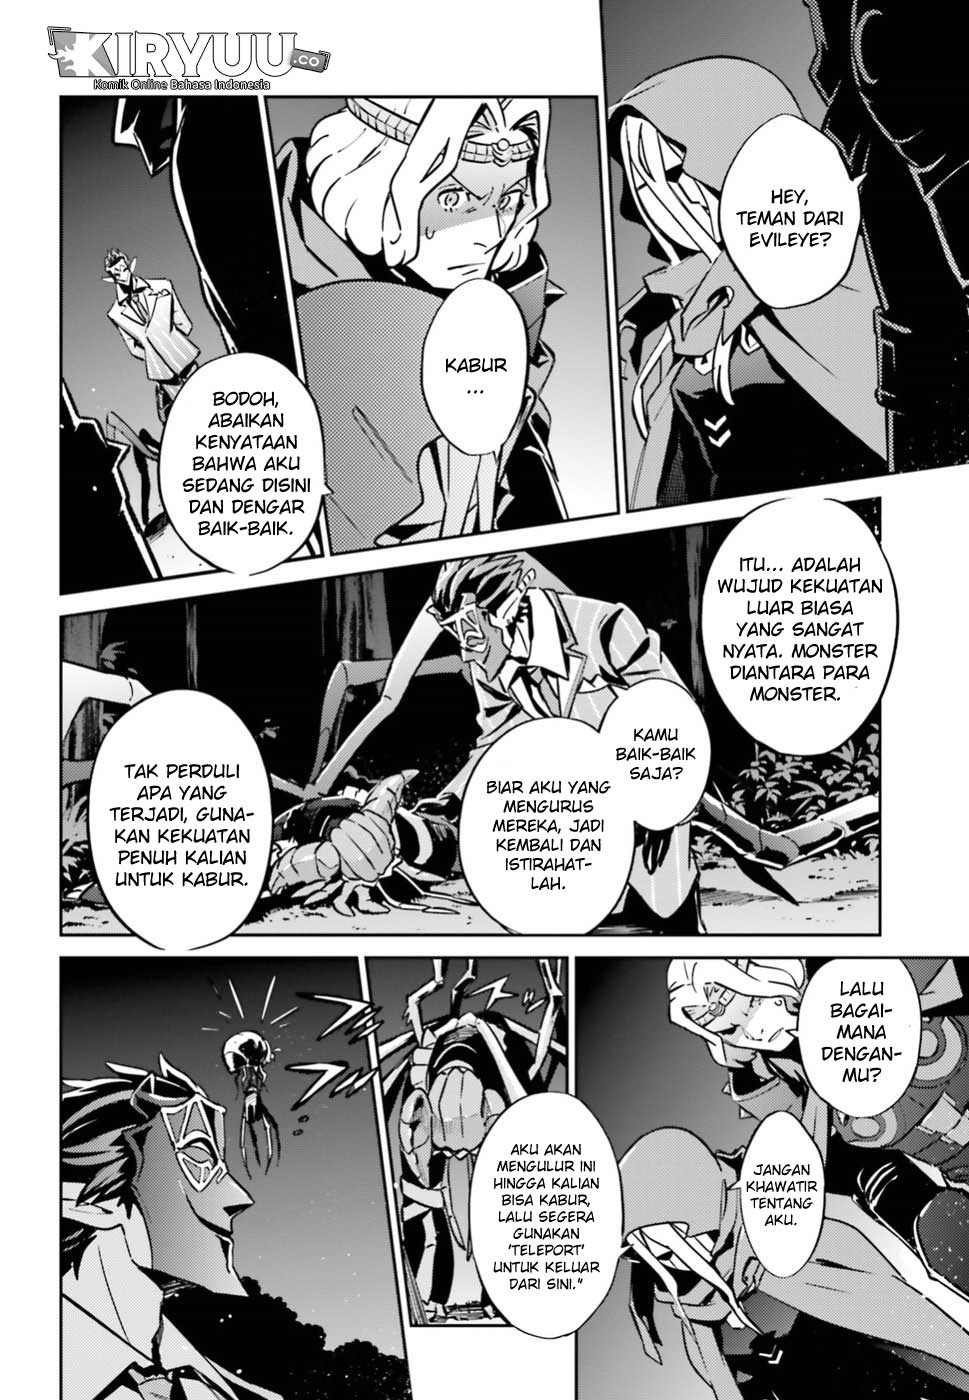 KIRYUU.CO
Komik Online Bahasa Indonesia
HEY,
TEMAN DARI
EVILEYE?
KABUR
...
BODOH,
ABAIKAN
KENYATAAN
BAHWA AKU
SEDANG DISINI
DAN DENGAR
BAIK-BAIK.
ITU... ADALAH
WUJUD KEKUATAN
LUAR BIASA
YANG SANGAT
NYATA. MONSTER
DIANTARA PARA
MONSTER.
KAMU
BAIK-BAIK
SAJA?
BIAR AKU YANG
MENGURUS
MEREKA, JADI
KEMBALI DAN
ISTIRAHAT-
LAH.
TAK PERDULI
APA YANG
TERJADI, GUNA-
KAN KEKUATAN
PENUH KALIAN
UNTUK KABUR.
LALU
BAGAI-
MANA
DENGAN-
MU?
JANGAN
KHAWATIR
TENTANG
AKU.
AKU AKAN
MENGULUR INI
HINGGA KALIAN
BISA KABUR,
LALU SEGERA
GUNAKAN
'TELEPORT'
UNTUK KELUAR
DARI SINI."